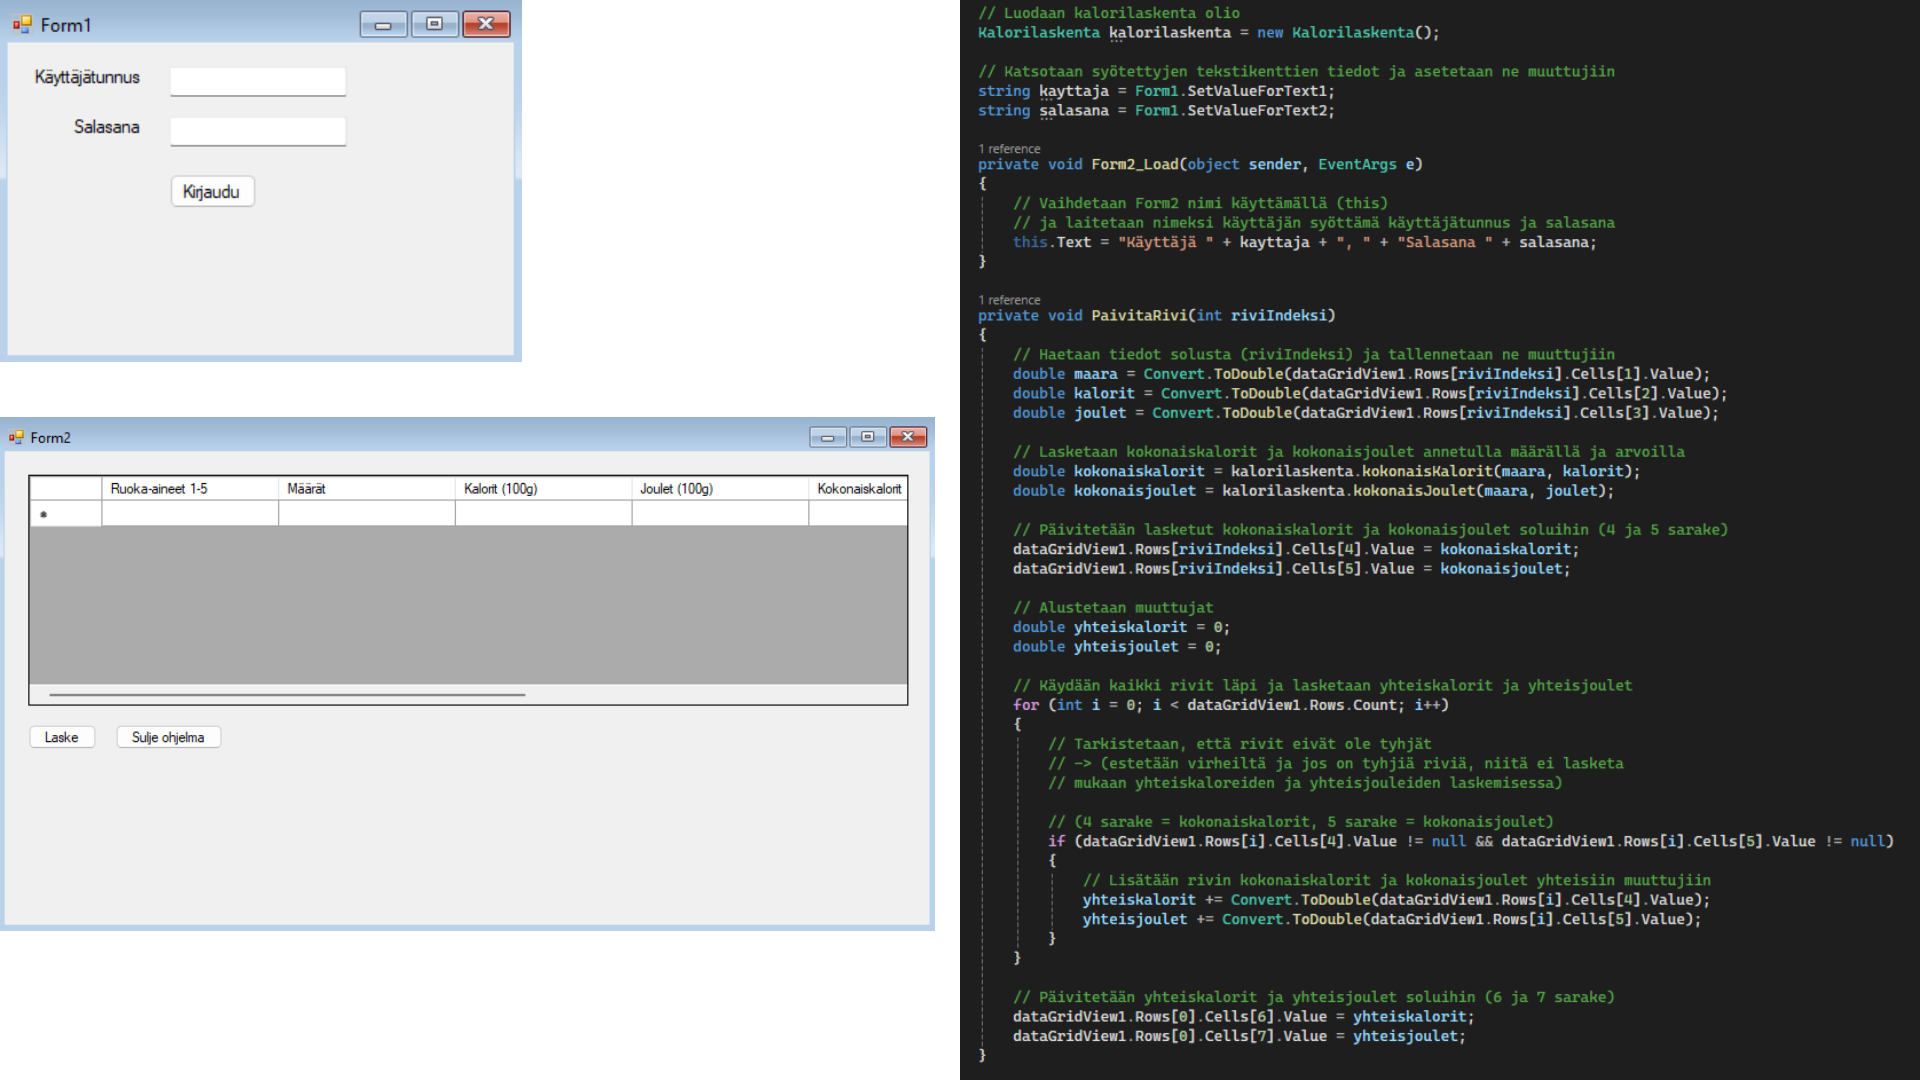 Form1
Käyttäjätunnus
Salasana
Kirjaudu
Form2
Ruoka-aineet 1-5 Määrät Kalorit (100g) Joulet (100g) Kokonaiskalorit
Laske Sulje ohjelma
// Luodaan kalorilaskenta olio
Kalorilaskenta kalorilaskenta = new Kalorilaskenta();
// Katsotaan syötettyjen tekstikenttien tiedot ja asetetaan ne muuttujiin
string kayttaja = Form1.SetValueForText1;
string salasana = Form1.SetValueForText2;
1 reference
private void Form2_Load(object sender, EventArgs e)
{
// Vaihdetaan Form2 nimi käyttämällä (this)
// ja laitetaan nimeksi käyttäjän syöttämä käyttäjätunnus ja salasana
this.Text = "Käyttäjä " + kayttaja + ", " + "Salasana " + salasana;
}
1 reference
private void PaivitaRivi(int riviIndeksi)
{
// Haetaan tiedot solusta (riviIndeksi) ja tallennetaan ne muuttujiin
double maara = Convert.ToDouble(dataGridView1.Rows[riviIndeksi].Cells[1].Value);
double kalorit = Convert.ToDouble(dataGridView1.Rows[riviIndeksi].Cells[2].Value);
double joulet = Convert.ToDouble(dataGridView1.Rows[riviIndeksi].Cells[3].Value);
// Lasketaan kokonaiskalorit ja kokonaisjoulet annetulla määrällä ja arvoilla
double kokonaiskalorit = kalorilaskenta.kokonaisKalorit(maara, kalorit);
double kokonaisjoulet = kalorilaskenta.kokonaisJoulet(maara, joulet);
// Päivitetään lasketut kokonaiskalorit ja kokonaisjoulet soluihin (4 ja 5 sarake)
dataGridView1.Rows[riviIndeksi].Cells[4].Value = kokonaiskalorit;
dataGridView1.Rows[riviIndeksi].Cells[5].Value = kokonaisjoulet;
// Alustetaan muuttujat
double yhteiskalorit = 0;
double yhteisjoulet = 0;
// Käydään kaikki rivit läpi ja lasketaan yhteiskalorit ja yhteisjoulet
for (int i = 0; i < dataGridView1.Rows.Count; i++)
{
// Tarkistetaan, että rivit eivät ole tyhjät
// -> (estetään virheiltä ja jos on tyhjiä riviä, niitä ei lasketa
// mukaan yhteiskaloreiden ja yhteisjouleiden laskemisessa)
// (4 sarake = kokonaiskalorit, 5 sarake = kokonaisjoulet)
if (dataGridView1.Rows[i].Cells[4].Value != null && dataGridView1.Rows[i].Cells[5].Value != null)
{
// Lisätään rivin kokonaiskalorit ja kokonaisjoulet yhteisiin muuttujiin
yhteiskalorit += Convert.ToDouble(dataGridView1.Rows[i].Cells[4].Value);
yhteisjoulet += Convert.ToDouble(dataGridView1.Rows[i].Cells[5].Value);
}
}
// Päivitetään yhteiskalorit ja yhteisjoulet soluihin (6 ja 7 sarake)
dataGridView1.Rows[0].Cells[6].Value = yhteiskalorit;
dataGridView1.Rows[0].Cells[7].Value = yhteisjoulet;
}